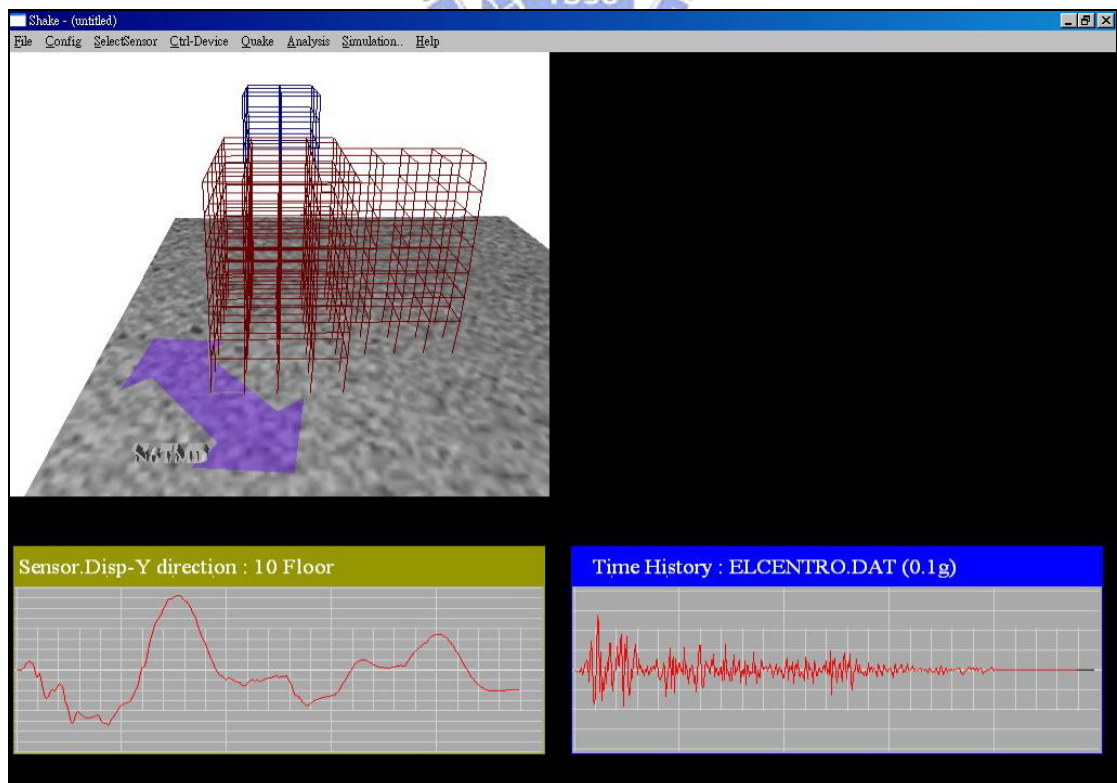 1896
Shake - (untitled)
File Config SelectSensor Ctrl-Device Quake Analysis Simulation.. Help
Sensor.Disp-Y direction : 10 Floor
Time History : ELCENTRO.DAT (0.1g)